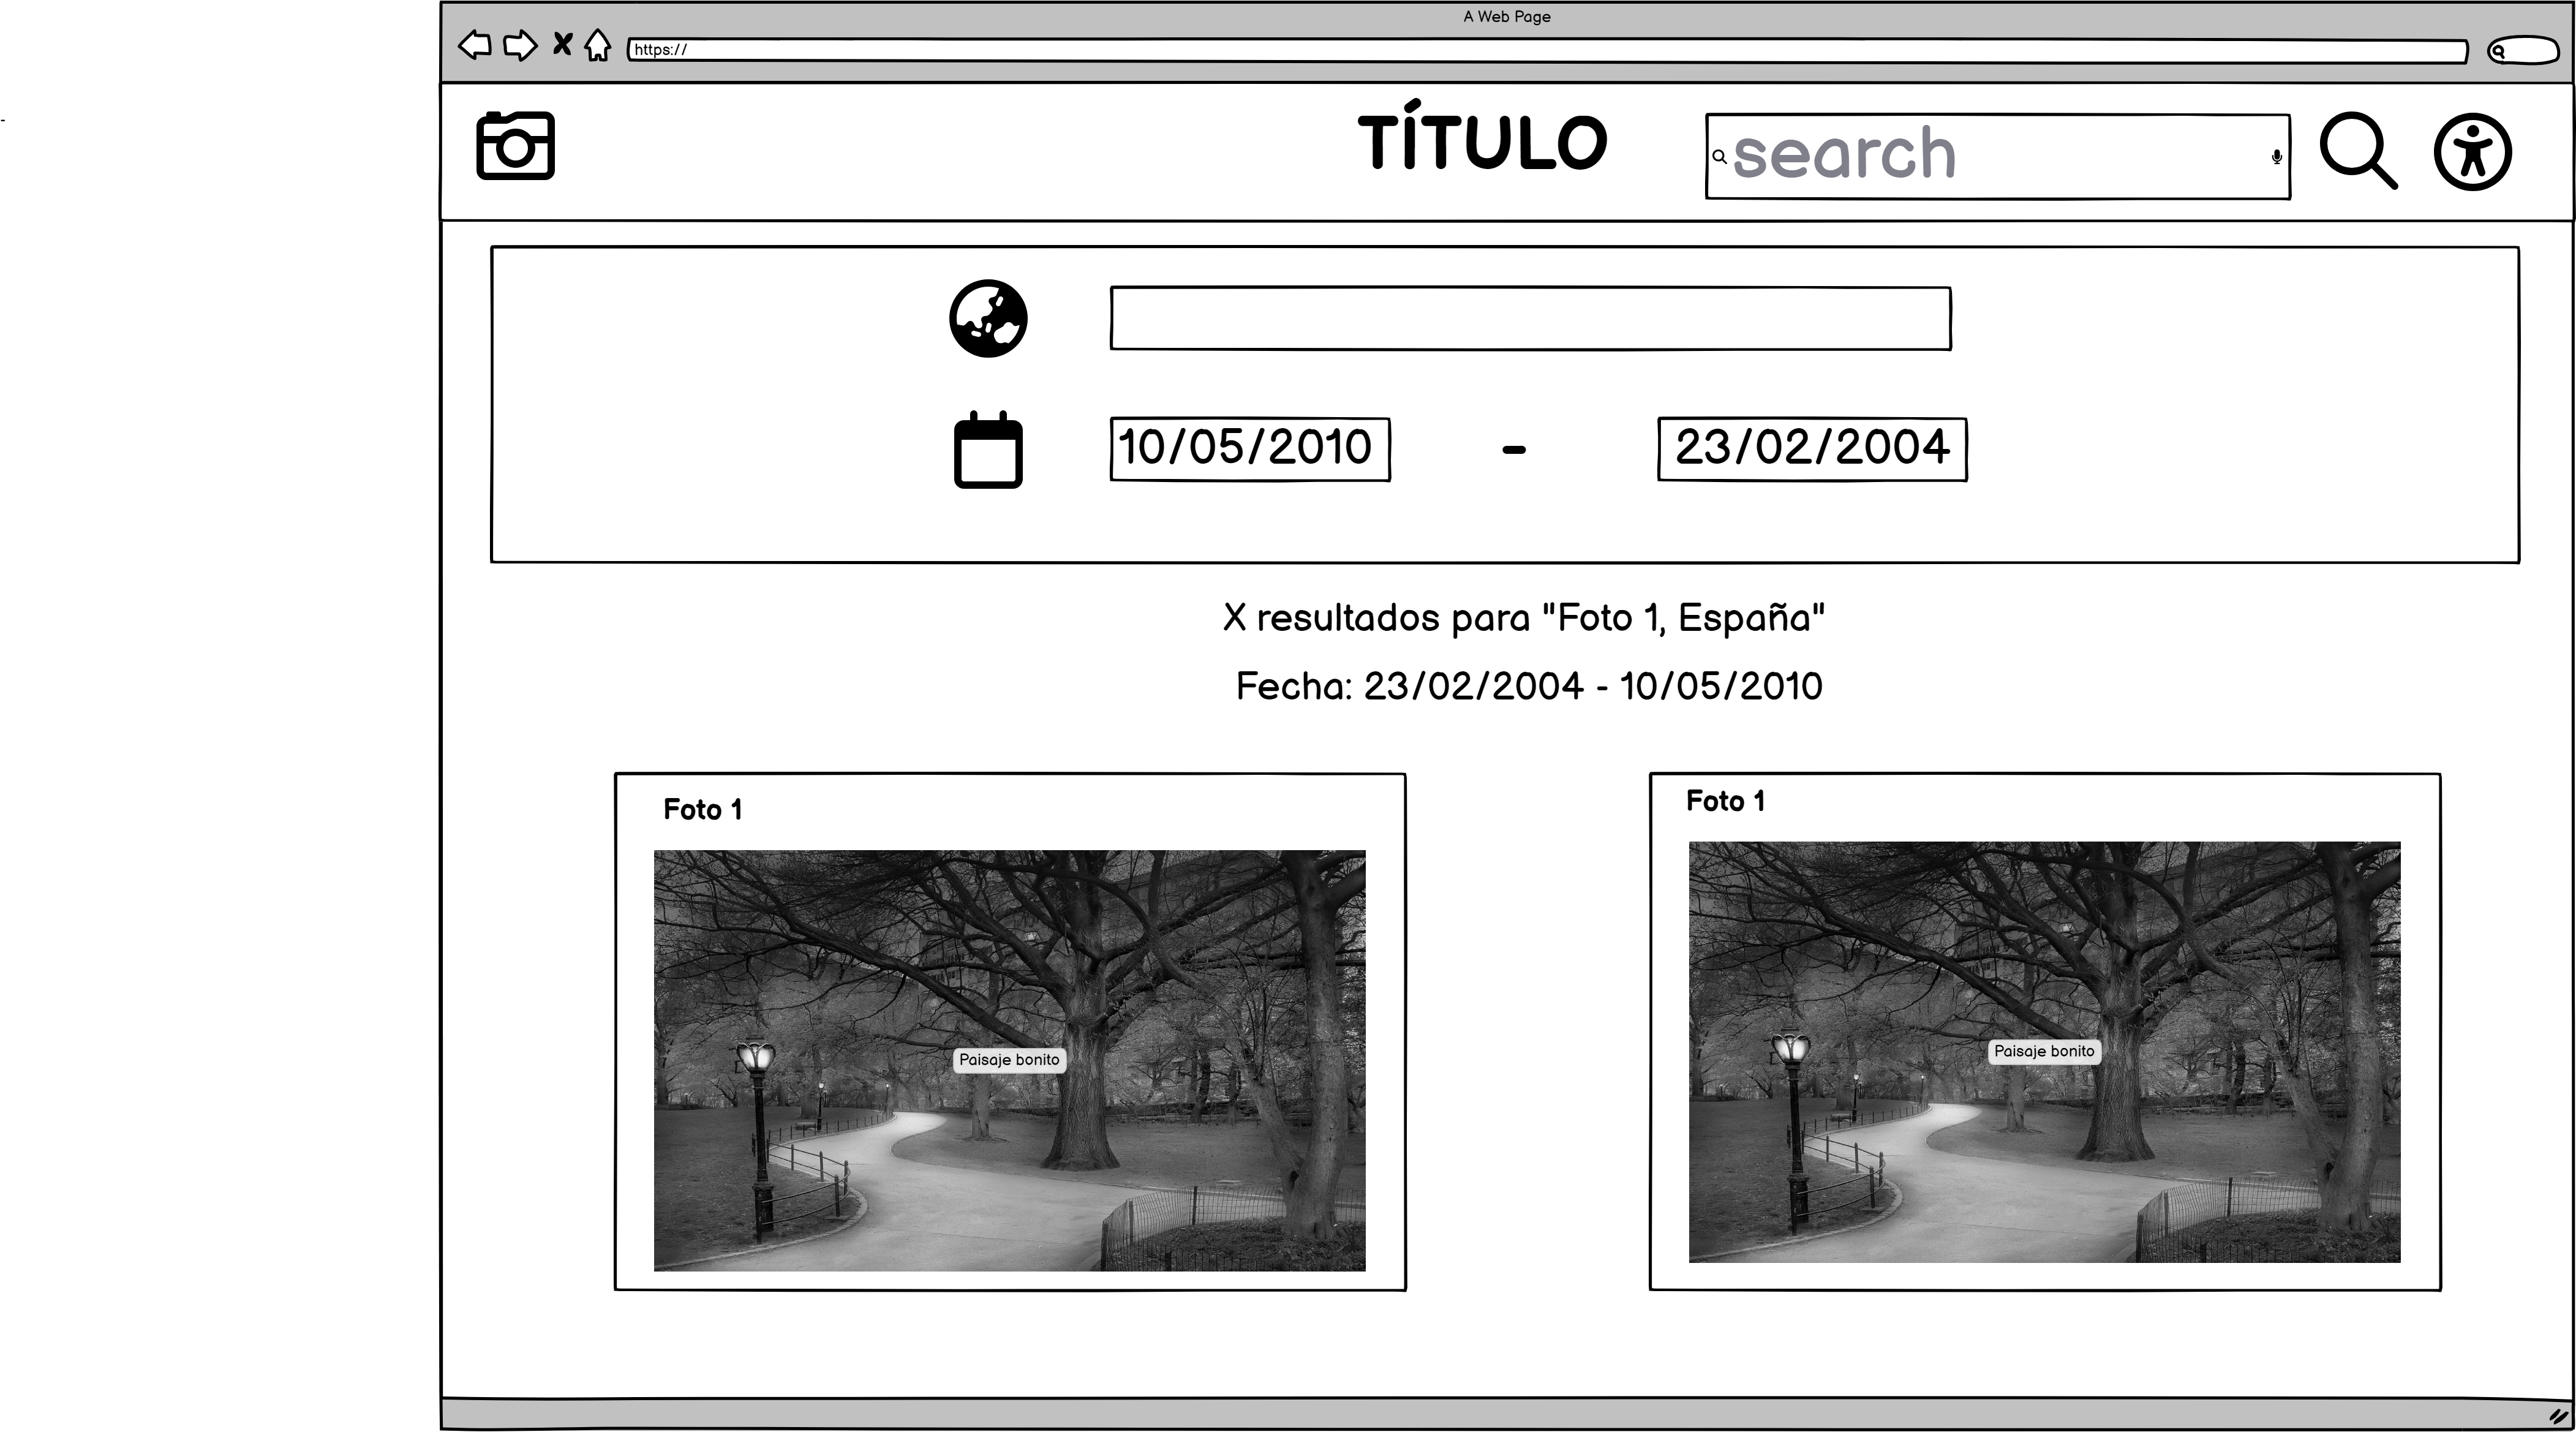 A Web Page
https://
-
TÍTULO
search
10/05/2010 - 23/02/2004
X resultados para "Foto 1, España"
Fecha: 23/02/2004 - 10/05/2010
Foto 1
Paisaje bonito
Foto 1
Paisaje bonito